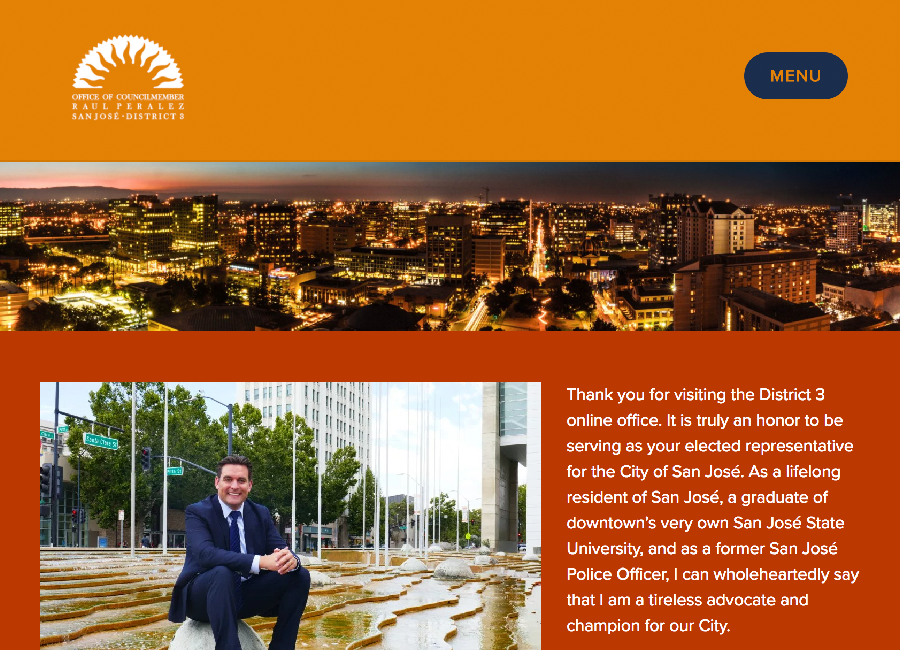 OFFICE OF COUNCILMEMBER
RAUL PERALEZ
SAN JOSÉ • DISTRICT 3
MENU
Thank you for visiting the District 3
online office. It is truly an honor to be
serving as your elected representative
for the City of San José. As a lifelong
resident of San José, a graduate of
downtown's very own San José State
University, and as a former San José
Police Officer, I can wholeheartedly say
that I am a tireless advocate and
champion for our City.
Santa Clara St